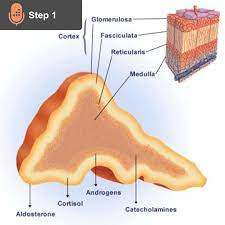 Step 1
Glomerulosa
Cortex
Fasciculata
Reticularis
Medulla
Androgens
Cortisol
Catecholamines
Aldosterone